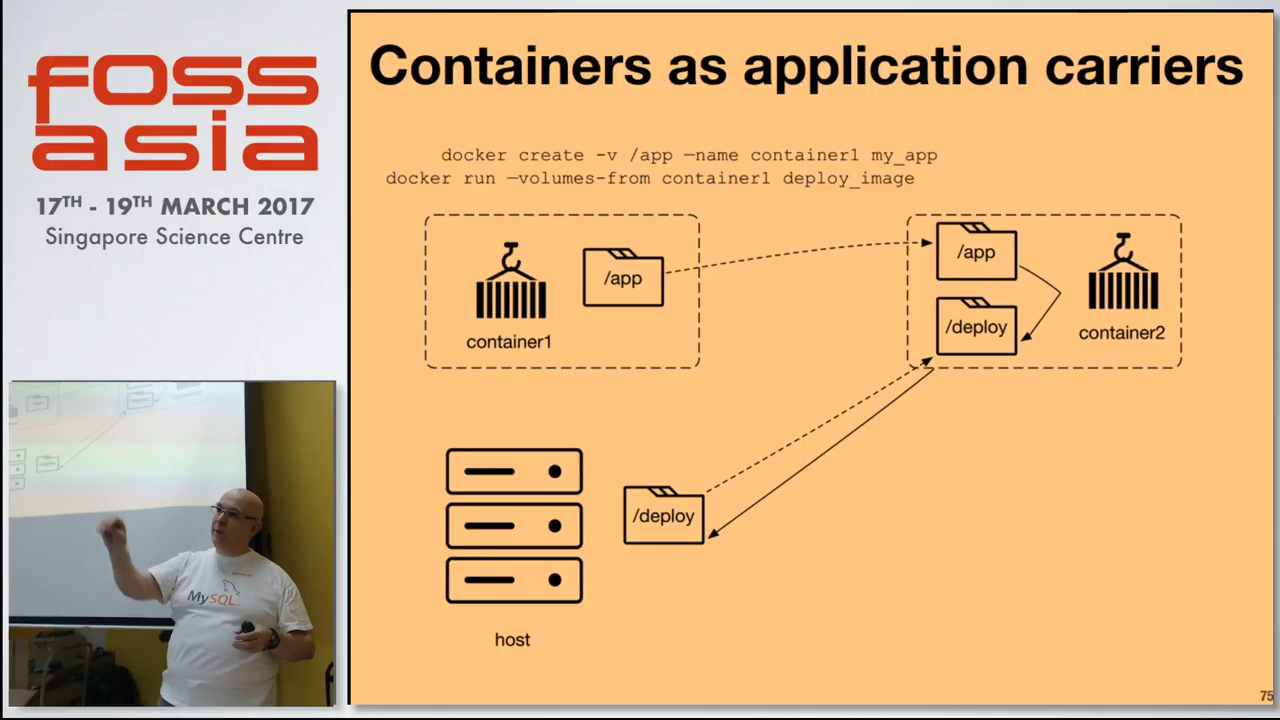 foss
asia
17TH - 19TH MARCH 2017
Singapore Science Centre
Containers as application carriers
docker create -v /app —name container1 my_app
docker run —volumes-from container1 deploy_image
/app
container1
/app
/deploy
container2
/deploy
host
MySQL
75